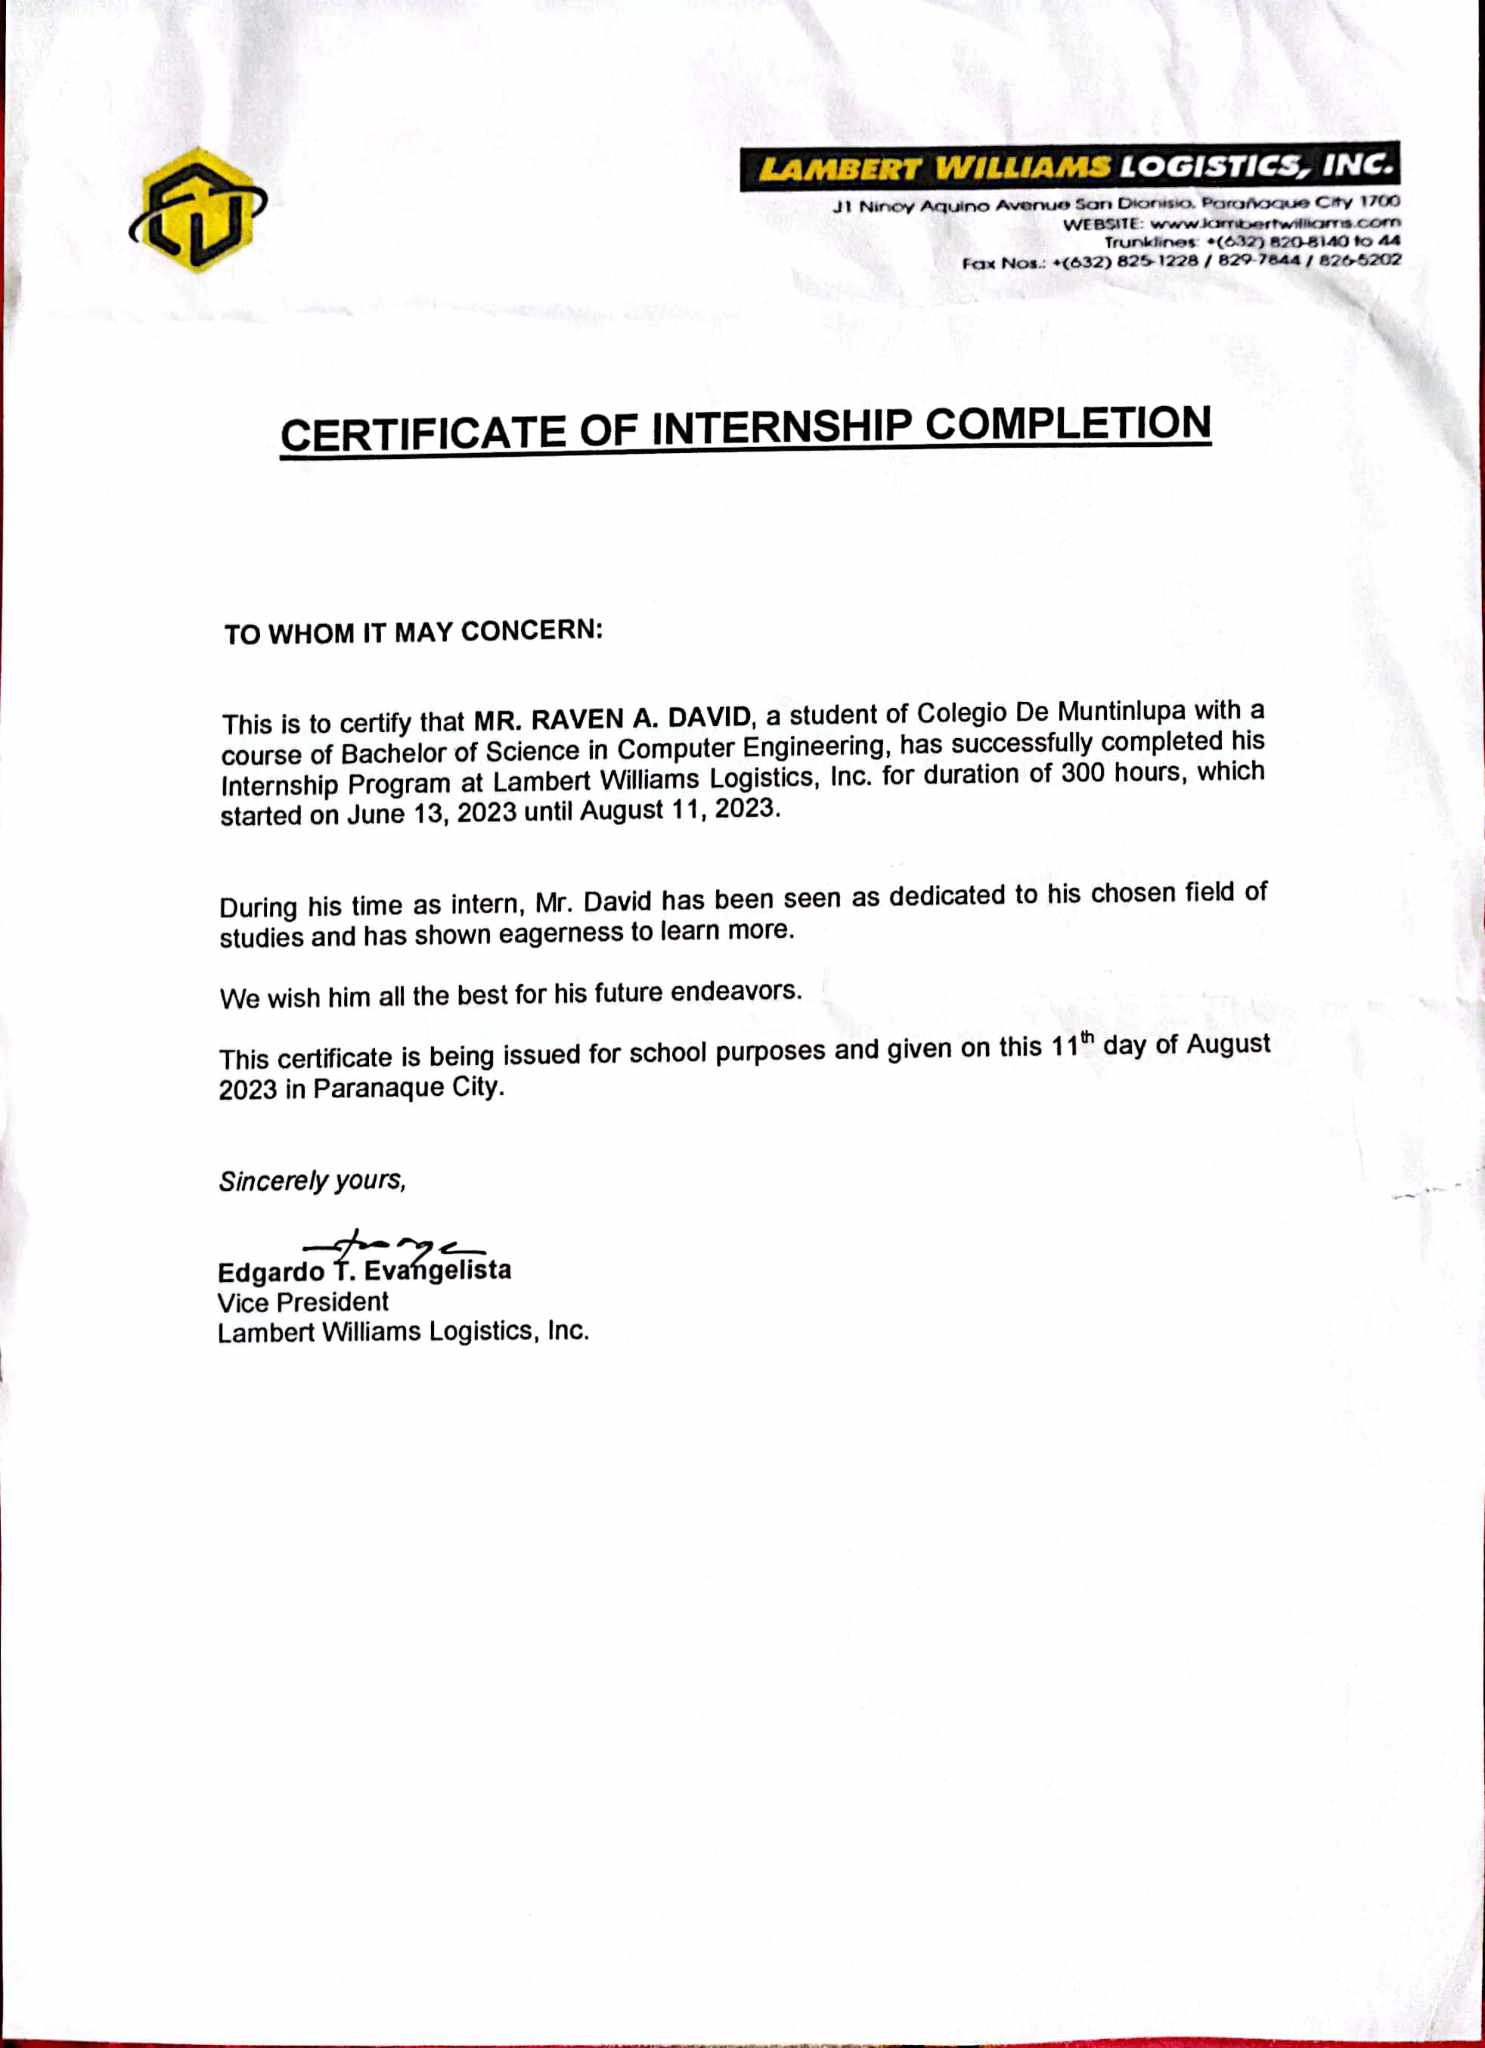 LAMBERT WILLIAMS LOGISTICS, INC.
J1 Ninoy Aquino Avenue San Dionisio, Parañaque City 1700
WEBSITE: www.lambertwilliams.com
Trunklines: +(632) 820-8140 to 44
Fax Nos.: +(632) 825-1228 / 829-7844 / 826-5202
CERTIFICATE OF INTERNSHIP COMPLETION
TO WHOM IT MAY CONCERN:
This is to certify that MR. RAVEN A. DAVID, a student of Colegio De Muntinlupa with a
course of Bachelor of Science in Computer Engineering, has successfully completed his
Internship Program at Lambert Williams Logistics, Inc. for duration of 300 hours, which
started on June 13, 2023 until August 11, 2023.
During his time as intern, Mr. David has been seen as dedicated to his chosen field of
studies and has shown eagerness to learn more.
We wish him all the best for his future endeavors.
This certificate is being issued for school purposes and given on this 11th day of August
2023 in Paranaque City.
Sincerely yours,
Edgardo T. Evangelista
Vice President
Lambert Williams Logistics, Inc.